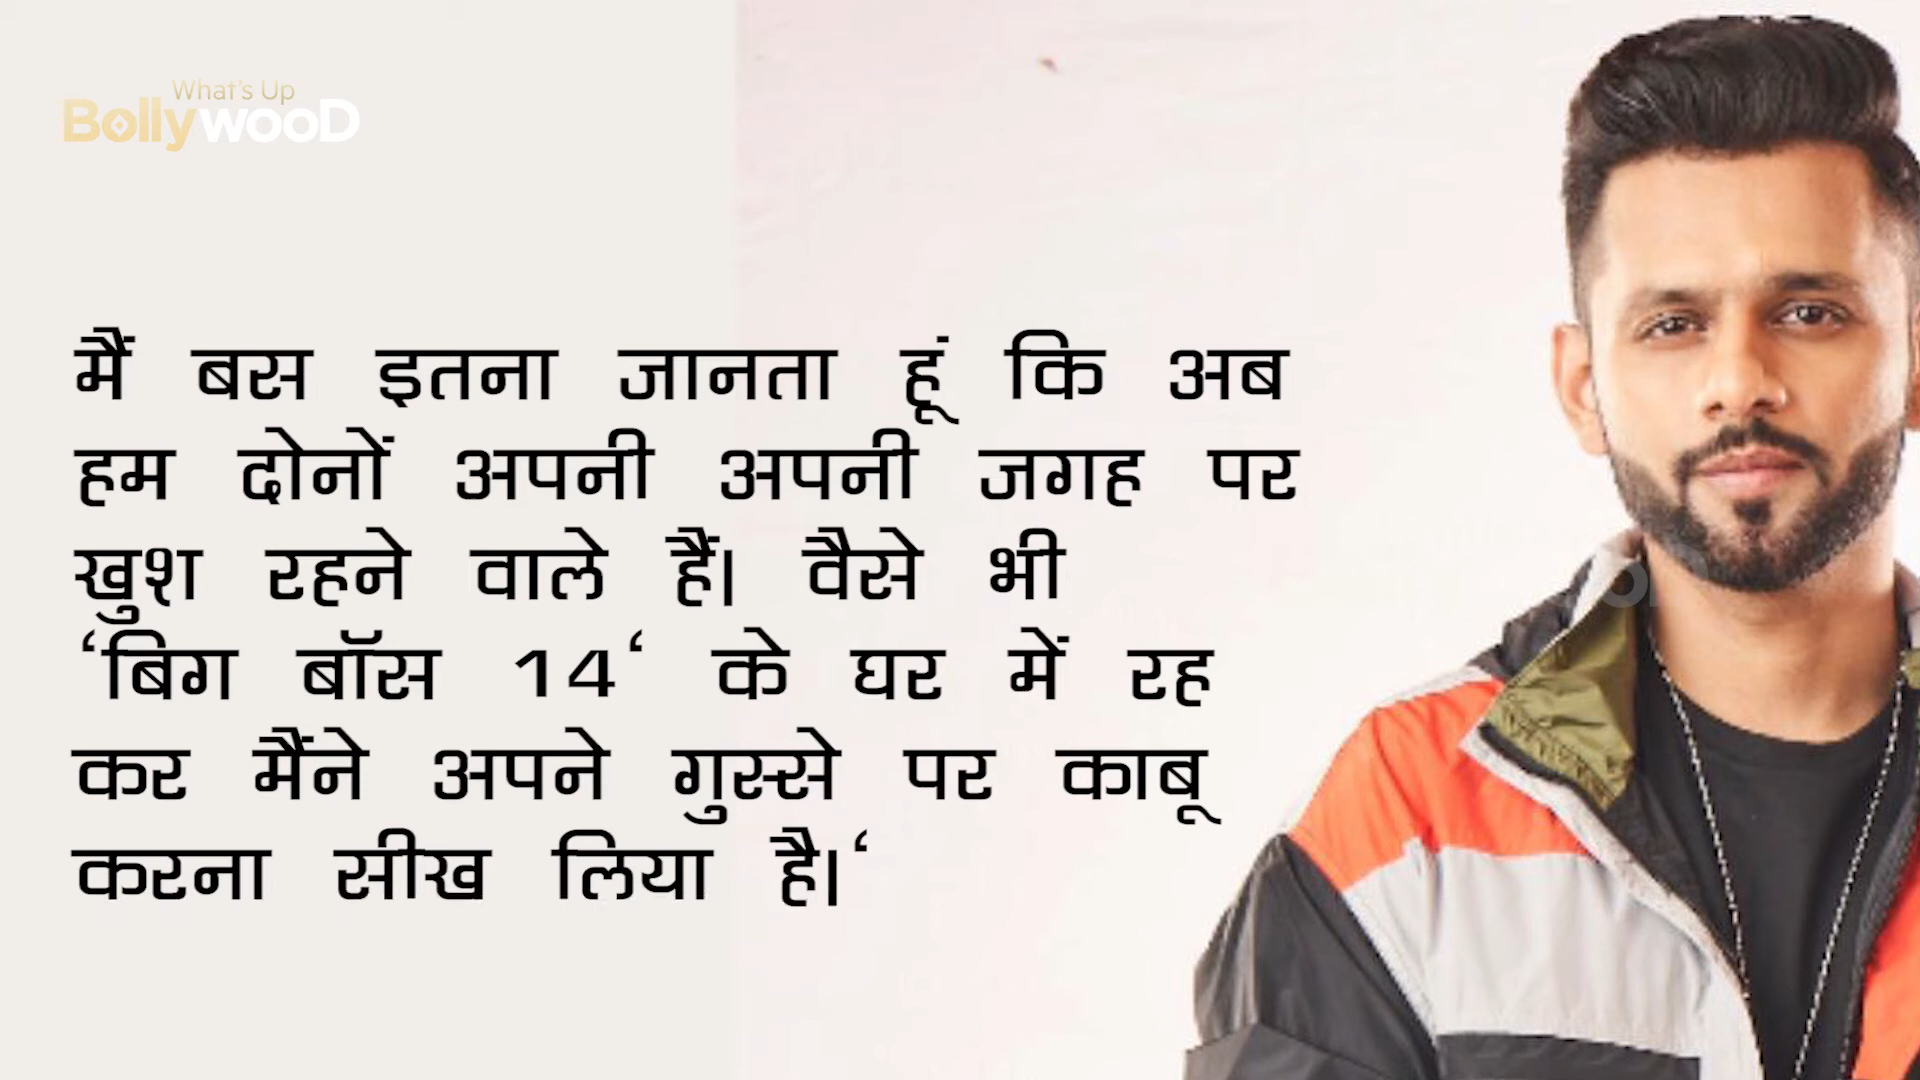 What's Up
BollywooD
मैं बस इतना जानता हूं कि अब
हम दोनों अपनी अपनी जगह पर
खुश रहने वाले हैं। वैसे भी
‘बिग बॉस 14‘ के घर में रह
कर मैंने अपने गुस्से पर काबू
करना सीख लिया है।‘